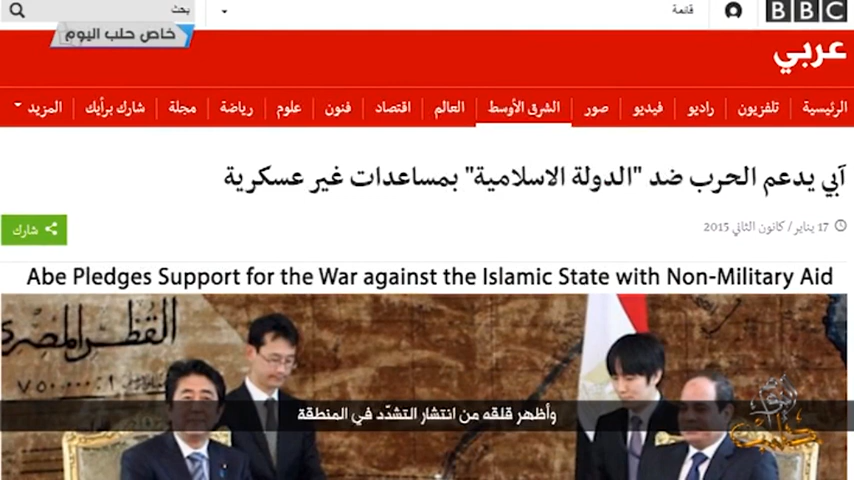 بحث
قائمة
BBC
خاص حلب اليوم
عربي
الرئيسية تلفزيون راديو فيديو صور الشرق الأوسط العالم اقتصاد فنون علوم رياضة مجلة شارك برأيك المزيد
آبي يدعم الحرب ضد "الدولة الاسلامية" بمساعدات غير عسكرية
17 يناير/ كانون الثاني 2015
شارك
Abe Pledges Support for the War against the Islamic State with Non-Military Aid
القطر المصري
١:٧٥٠٠٠٠
وأظهر قلقه من انتشار التشدّد في المنطقة